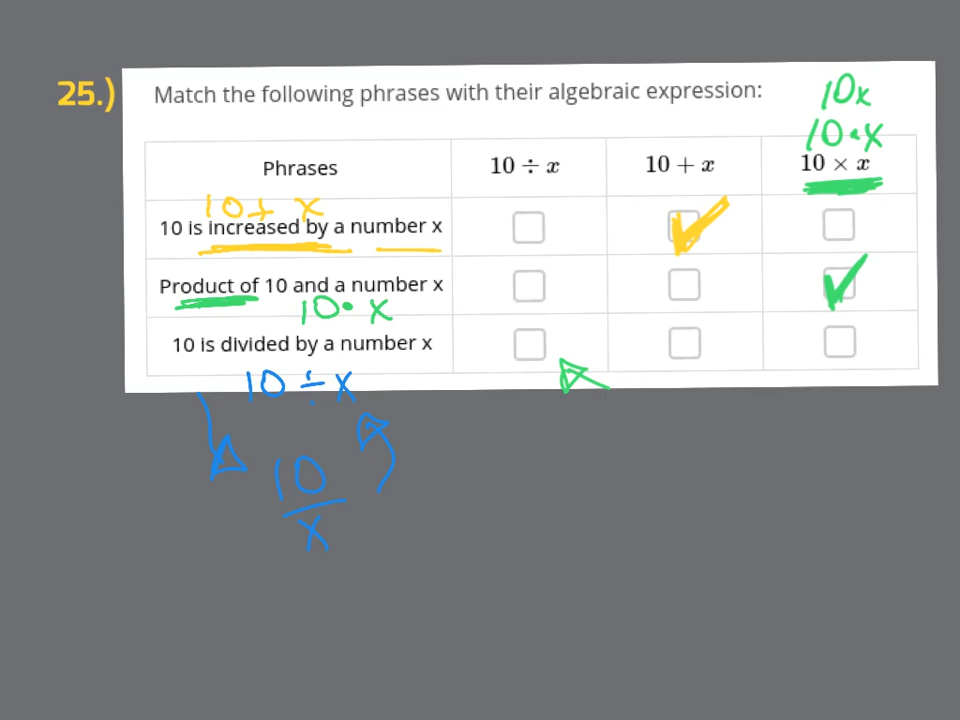 25.)
Match the following phrases with their algebraic expression:
10x
10·x
Phrases
10 ÷ x
10 + x
10 × x
10 + x
10 is increased by a number x
Product of 10 and a number x
10 · x
10 is divided by a number x
10 ÷ x
10
x